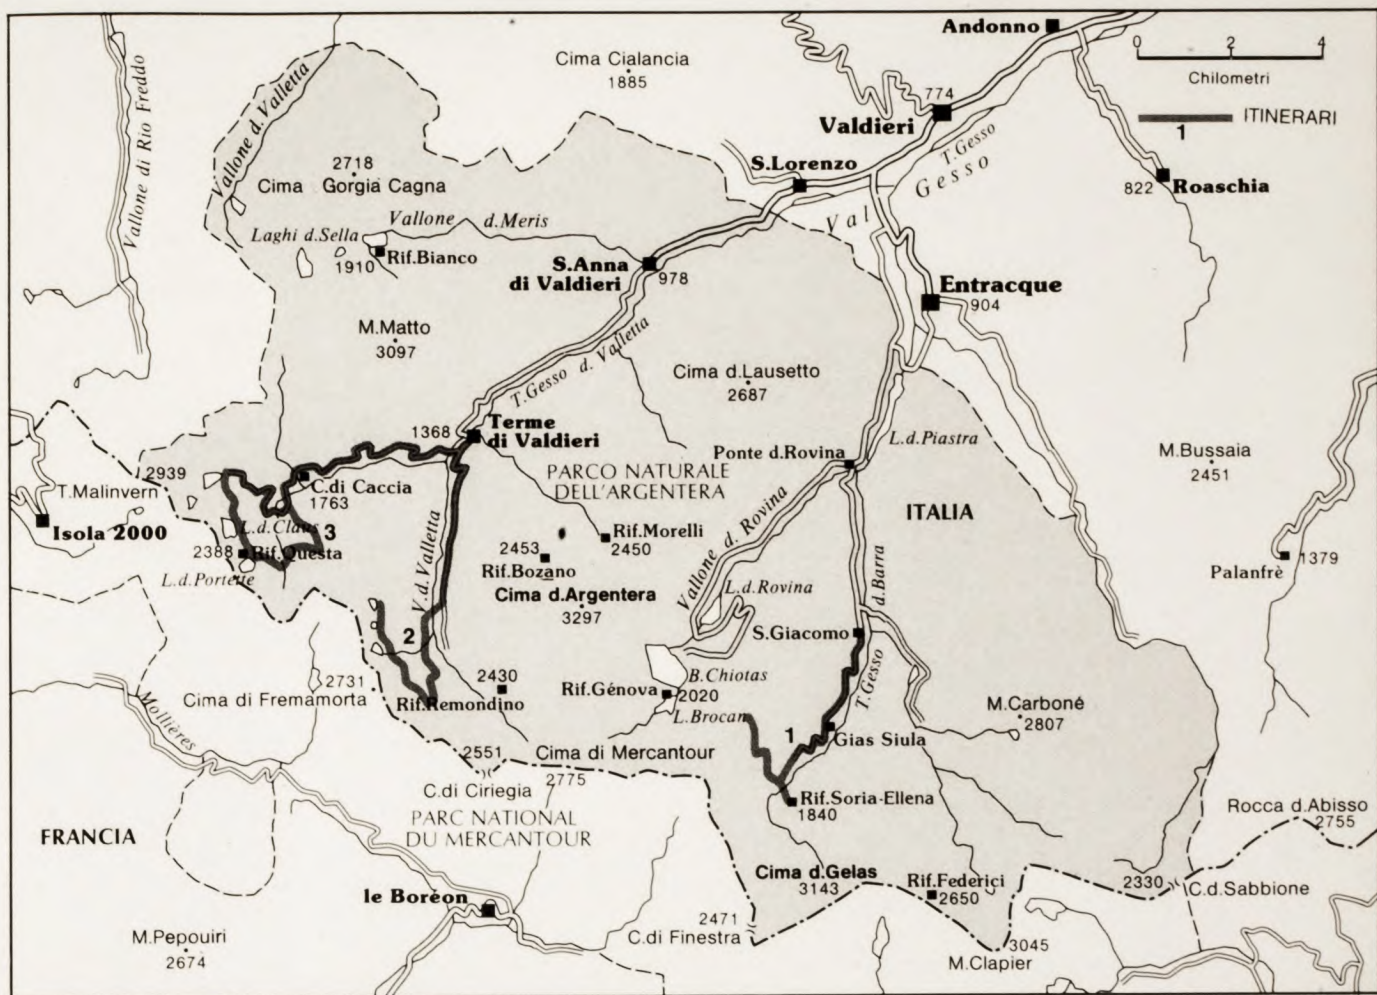 Andonno
0 2 4
Chilometri
ITINERARI
1
Cima Cialancia
1885
774
Valdieri
T.Gesso
Gesso
Val
S.Lorenzo
822
Roaschia
Vallone di Rio Freddo
Vallone d.Valletta
2718
Cima Gorgia Cagna
Vallone d.Meris
Laghi d.Sella
1910
Rif.Bianco
S.Anna
di Valdieri
978
Entracque
904
M.Matto
3097
T.Gesso d. Valletta
Cima d.Lausetto
2687
1368
Terme
di Valdieri
L.d.Piastra
Ponte d.Rovina
PARCO NATURALE
DELL'ARGENTERA
M.Bussaia
2451
2939
T.Malinvern
C.di Caccia
1763
Isola 2000
L.d.Claus
3
2388
Rif.Questa
L.d.Portette
V.d.Valletta
2453
Rif.Bozano
Rif.Morelli
2450
Vallone d. Rovina
ITALIA
1379
Palanfrè
Cima d.Argentera
3297
L.d.Rovina
d.Barra
T.Gesso
S.Giacomo
2
2731
Cima di Fremamorta
2430
Rif.Remondino
Rif.Génova
2020
B.Chiotas
L.Brocan
M.Carboné
2807
1
Gias Siula
Mollières
2551
Cima di Mercantour
2775
C.di Ciriegia
PARC NATIONAL
DU MERCANTOUR
FRANCIA
Rif.Soria-Ellena
1840
Rocca d.Abisso
2755
Cima d.Gelas
3143
Rif.Federici
2650
2330
C.d.Sabbione
le Boréon
2471
C.di Finestra
3045
M.Clapier
M.Pepouiri
2674